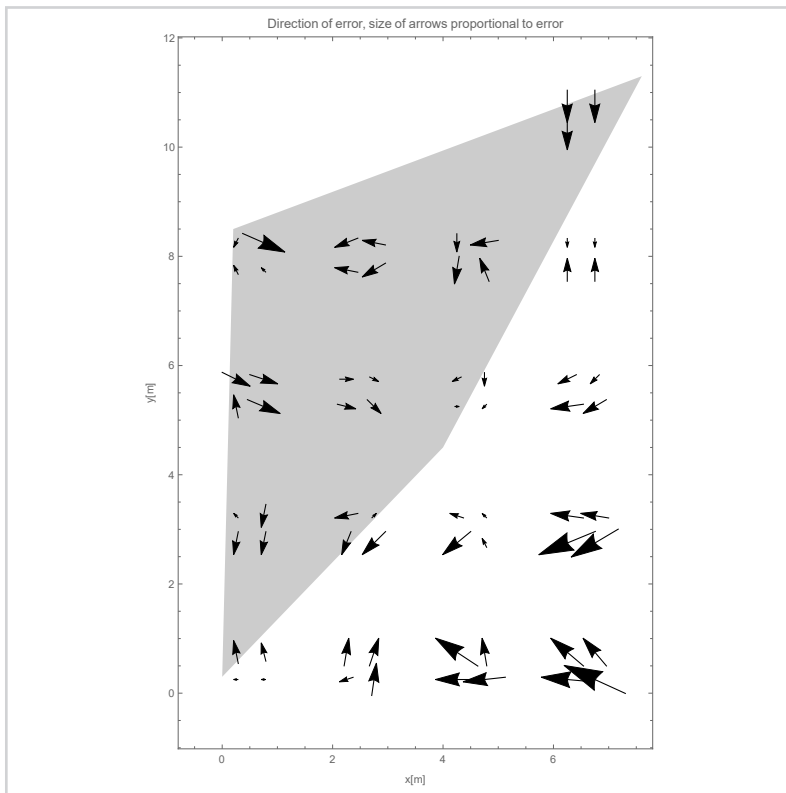 Direction of error, size of arrows proportional to error
12
10
8
6
4
2
0
y[m]
0 2 4 6
x[m]